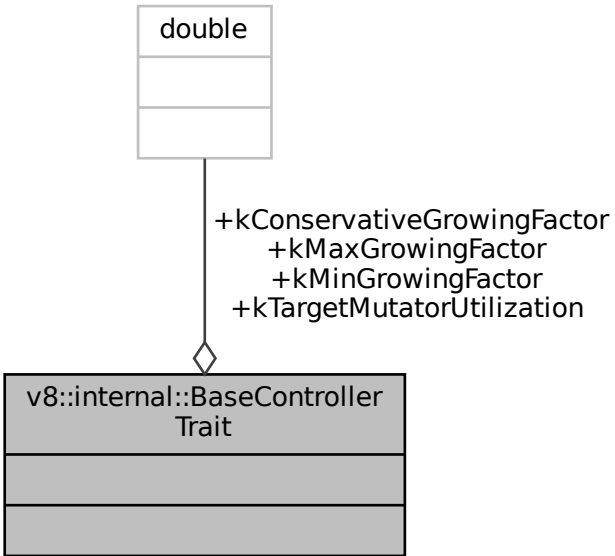 double
+kConservativeGrowingFactor
+kMaxGrowingFactor
+kMinGrowingFactor
+kTargetMutatorUtilization
v8::internal::BaseController
Trait